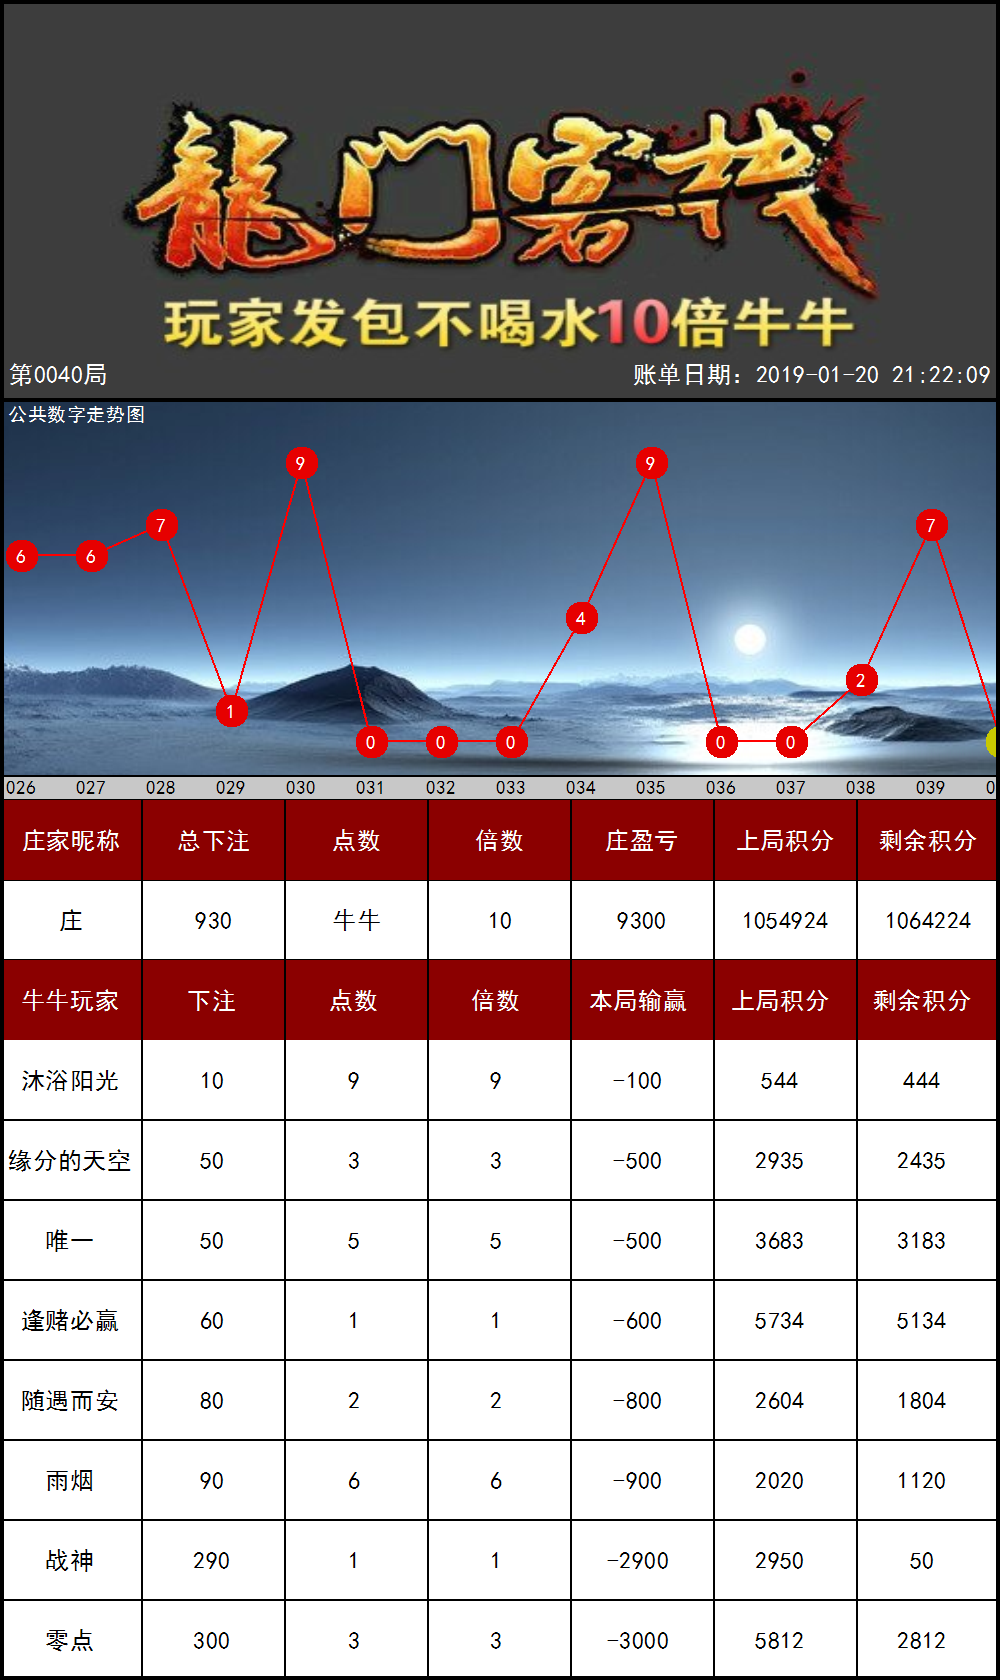 龍门客栈
玩家发包不喝水10倍牛牛
第0040局 账单日期：2019-01-20 21:22:09
公共数字走势图
6 6 7 1 9 0 0 0 4 9 0 0 2 7
026 027 028 029 030 031 032 033 034 035 036 037 038 039 0
庄家昵称 总下注 点数 倍数 庄盈亏 上局积分 剩余积分
庄 930 牛牛 10 9300 1054924 1064224
牛牛玩家 下注 点数 倍数 本局输赢 上局积分 剩余积分
沐浴阳光 10 9 9 -100 544 444
缘分的天空 50 3 3 -500 2935 2435
唯一 50 5 5 -500 3683 3183
逢赌必赢 60 1 1 -600 5734 5134
随遇而安 80 2 2 -800 2604 1804
雨烟 90 6 6 -900 2020 1120
战神 290 1 1 -2900 2950 50
零点 300 3 3 -3000 5812 2812